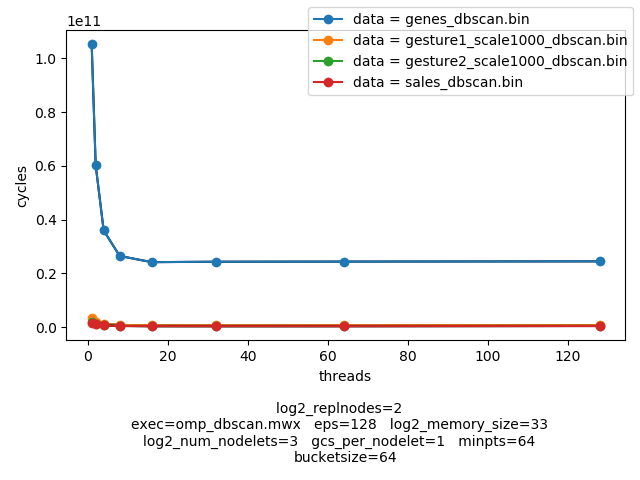 1e11
data = genes_dbscan.bin
data = gesture1_scale1000_dbscan.bin
data = gesture2_scale1000_dbscan.bin
data = sales_dbscan.bin
1.0
0.8
0.6
0.4
0.2
0.0
cycles
0 20 40 60 80 100 120
threads
log2_replnodes=2
exec=omp_dbscan.mwx eps=128 log2_memory_size=33
log2_num_nodelets=3 gcs_per_nodelet=1 minpts=64
bucketsize=64